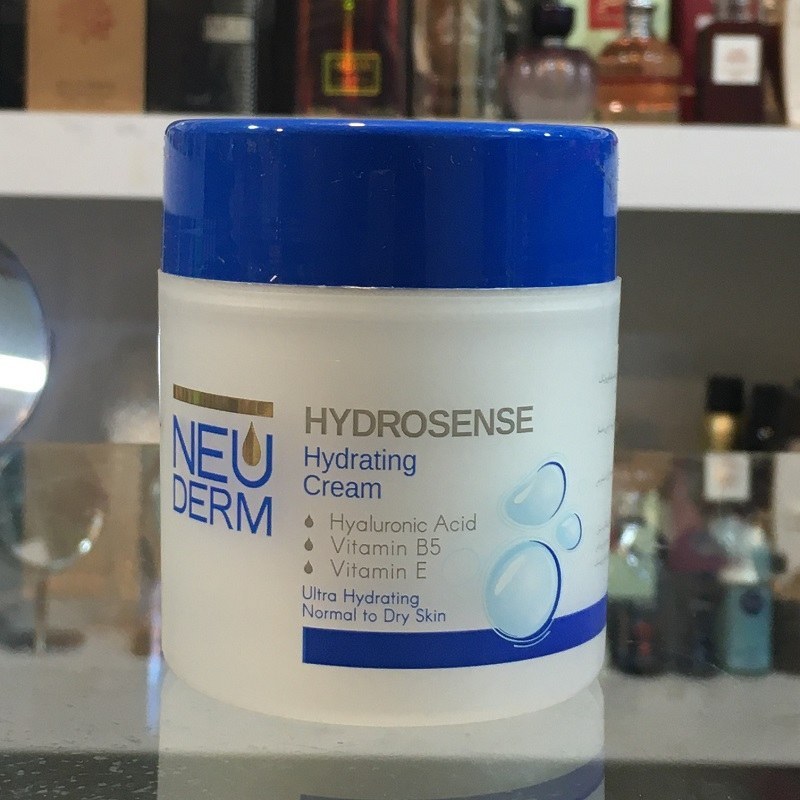 NEU
DERM
HYDROSENSE
Hydrating
Cream
Hyaluronic Acid
Vitamin B5
Vitamin E
Ultra Hydrating
Normal to Dry Skin